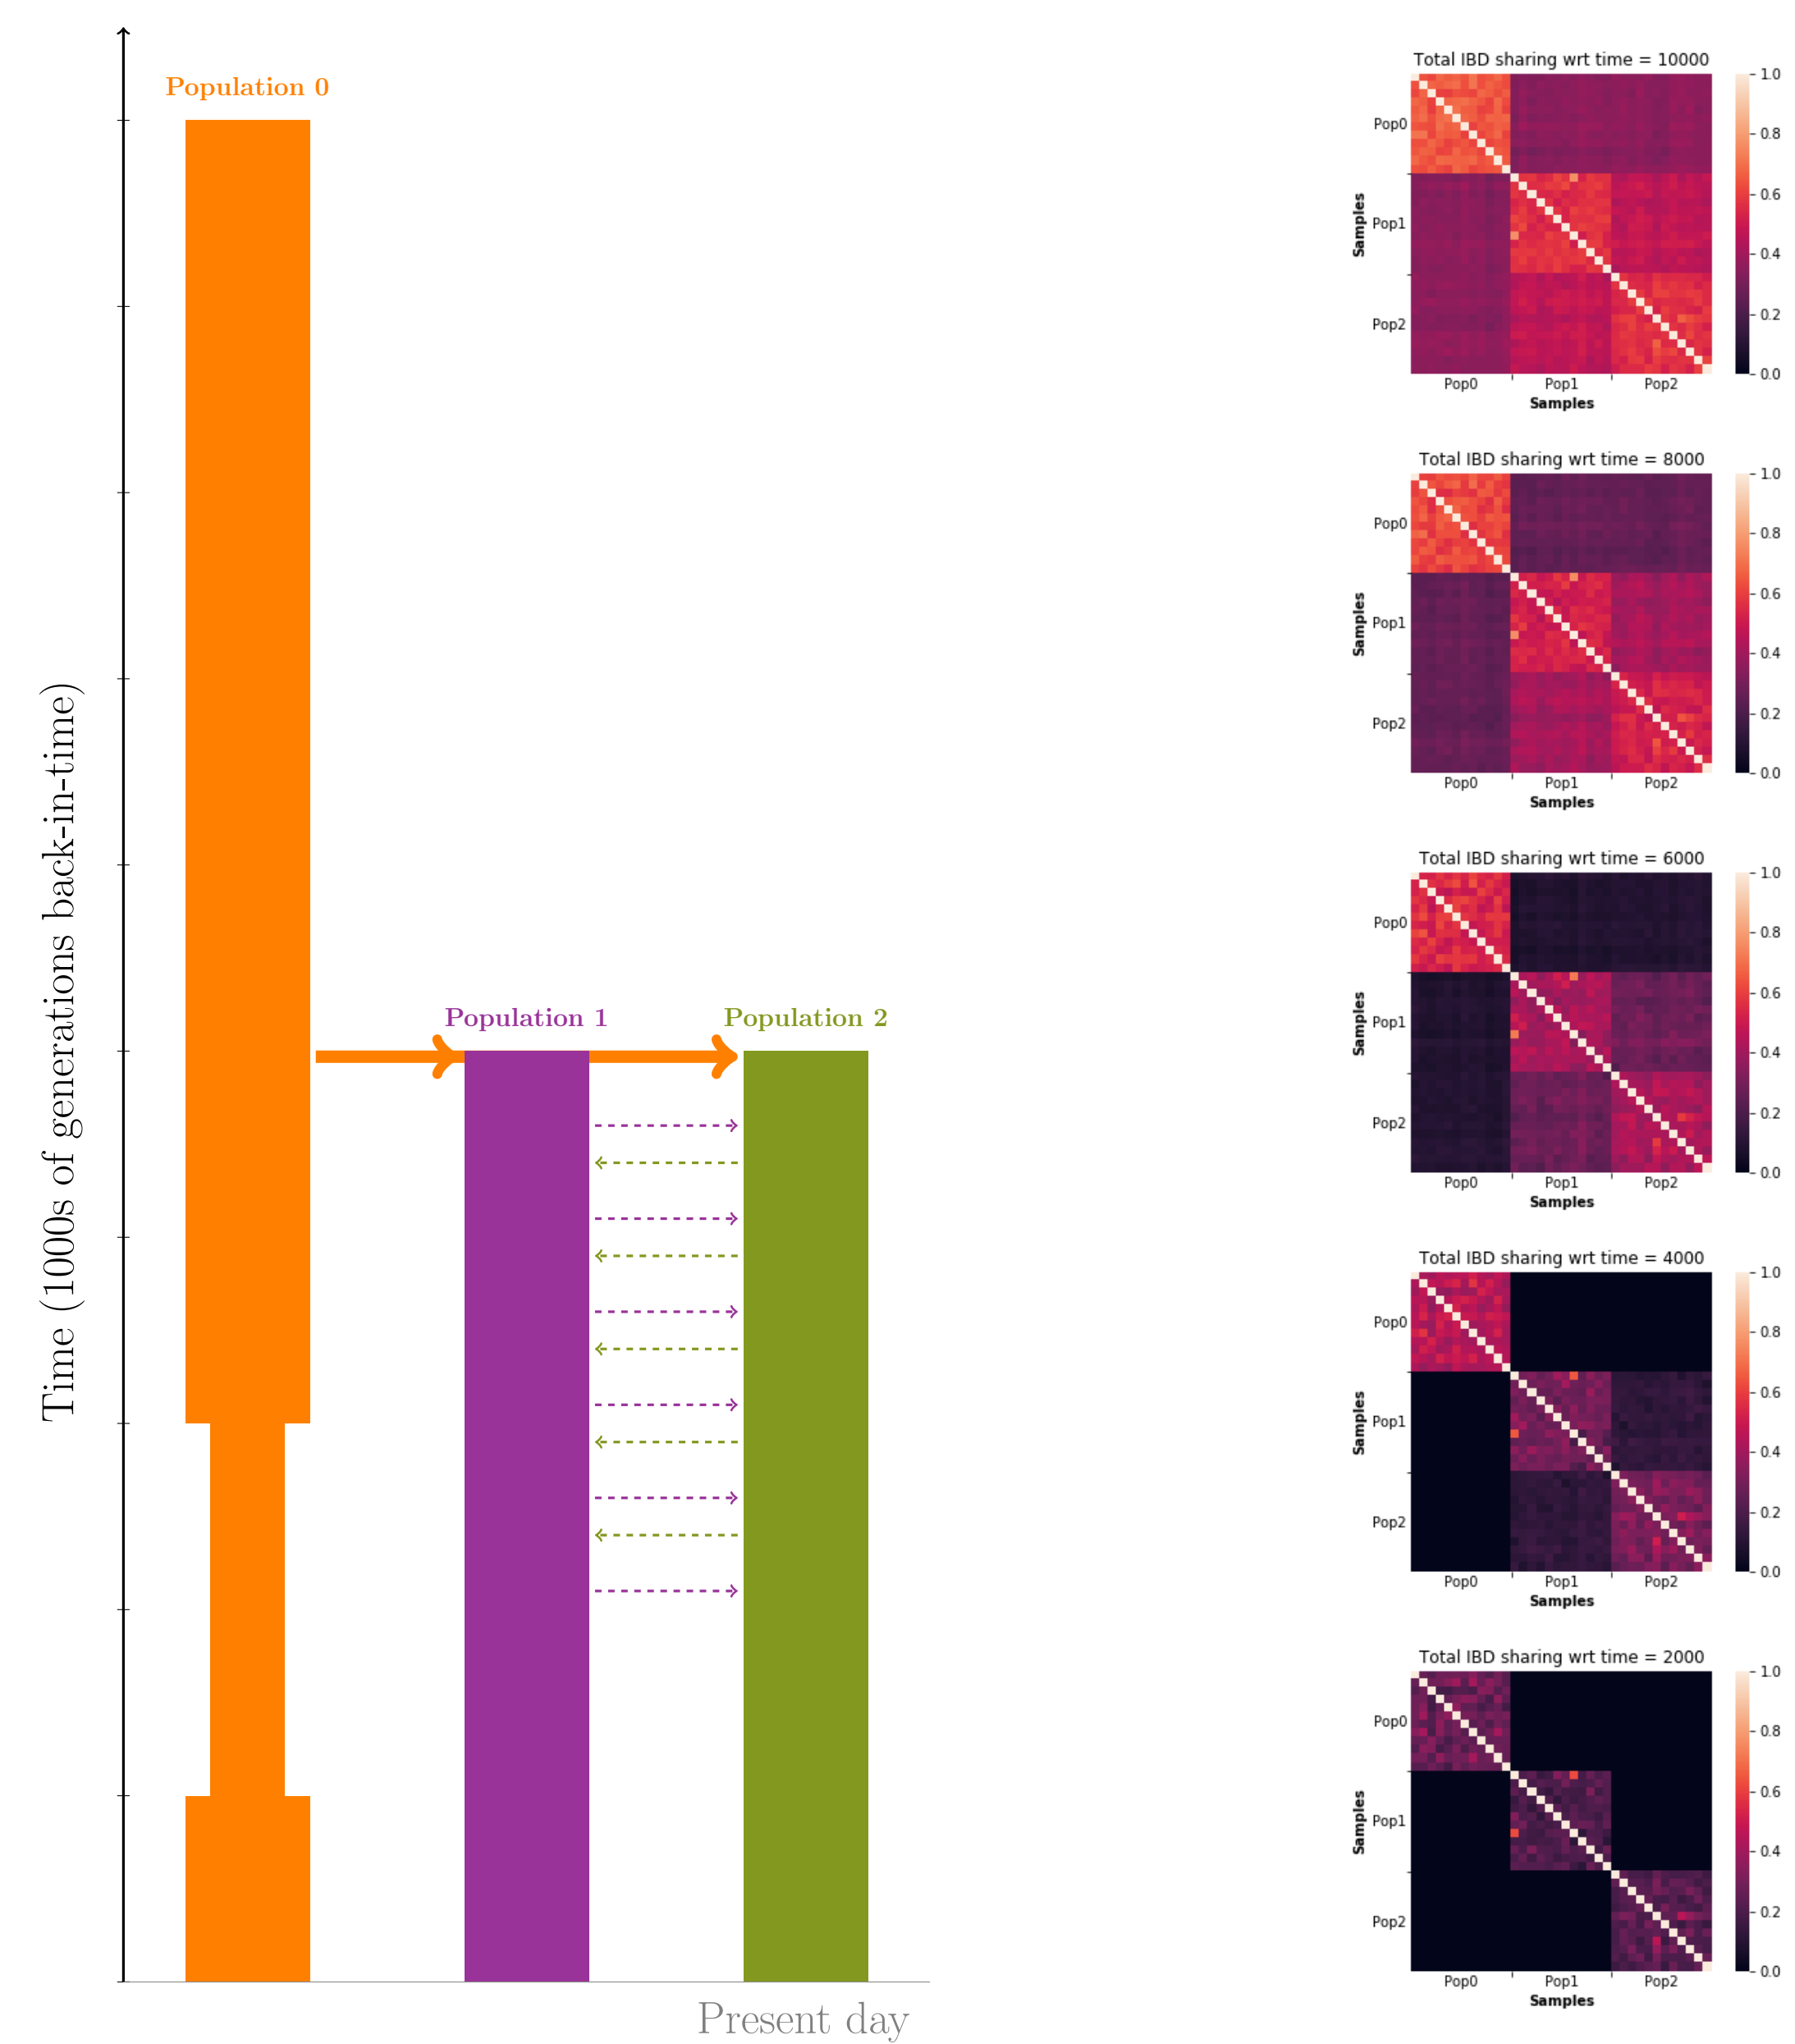 Population 0
Time (1000s of generations back-in-time)
Population 1
Population 2
Present day
Total IBD sharing wrt time = 10000
Pop0
Pop1
Pop2
Samples
Pop0 Pop1 Pop2
Samples
1.0
0.8
0.6
0.4
0.2
0.0
Total IBD sharing wrt time = 8000
Pop0
Pop1
Pop2
Samples
Pop0 Pop1 Pop2
Samples
1.0
0.8
0.6
0.4
0.2
0.0
Total IBD sharing wrt time = 6000
Pop0
Pop1
Pop2
Samples
Pop0 Pop1 Pop2
Samples
1.0
0.8
0.6
0.4
0.2
0.0
Total IBD sharing wrt time = 4000
Pop0
Pop1
Pop2
Samples
Pop0 Pop1 Pop2
Samples
1.0
0.8
0.6
0.4
0.2
0.0
Total IBD sharing wrt time = 2000
Pop0
Pop1
Pop2
Samples
Pop0 Pop1 Pop2
Samples
1.0
0.8
0.6
0.4
0.2
0.0